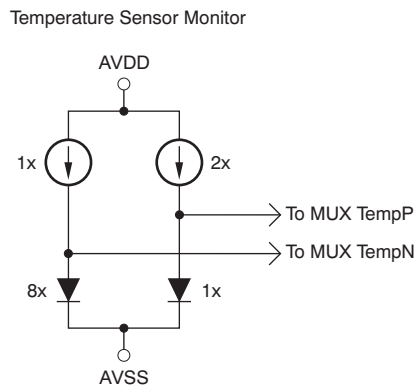 Temperature Sensor Monitor
AVDD
1x
2x
To MUX TempP
To MUX TempN
8x
1x
AVSS